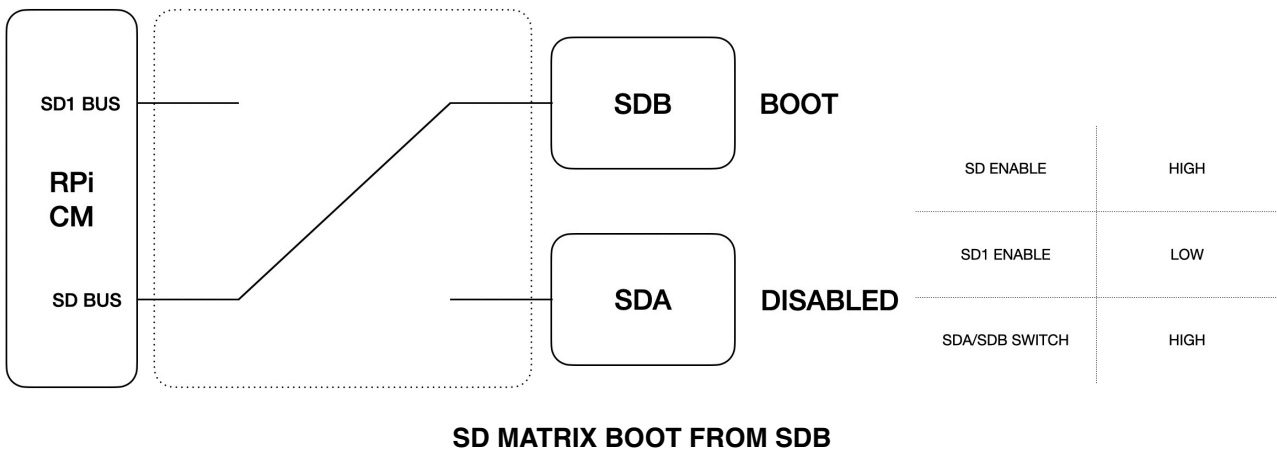 SD1 BUS
RPi
CM
SD BUS
SDB
BOOT
SDA
DISABLED
SD ENABLE HIGH
SD1 ENABLE LOW
SDA/SDB SWITCH HIGH
SD MATRIX BOOT FROM SDB